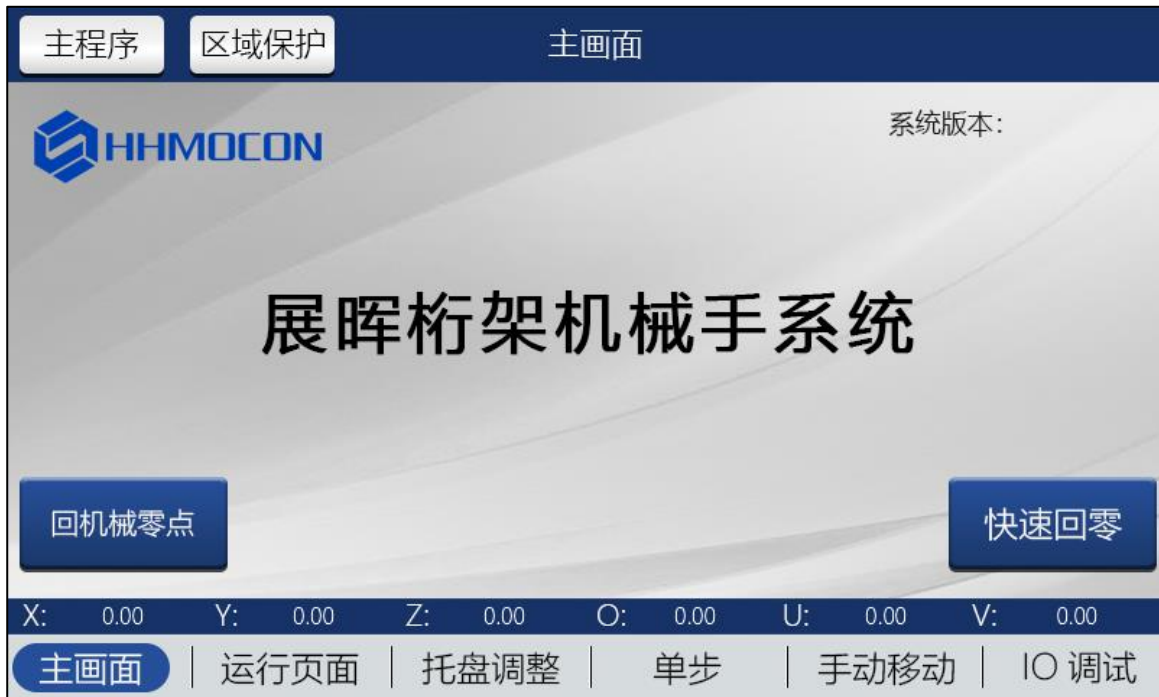 主程序 区域保护 主画面
HHMOCON
系统版本:
展晖桁架机械手系统
回机械零点 快速回零
X: 0.00 Y: 0.00 Z: 0.00 O: 0.00 U: 0.00 V: 0.00
主画面 运行页面 托盘调整 单步 手动移动 IO 调试